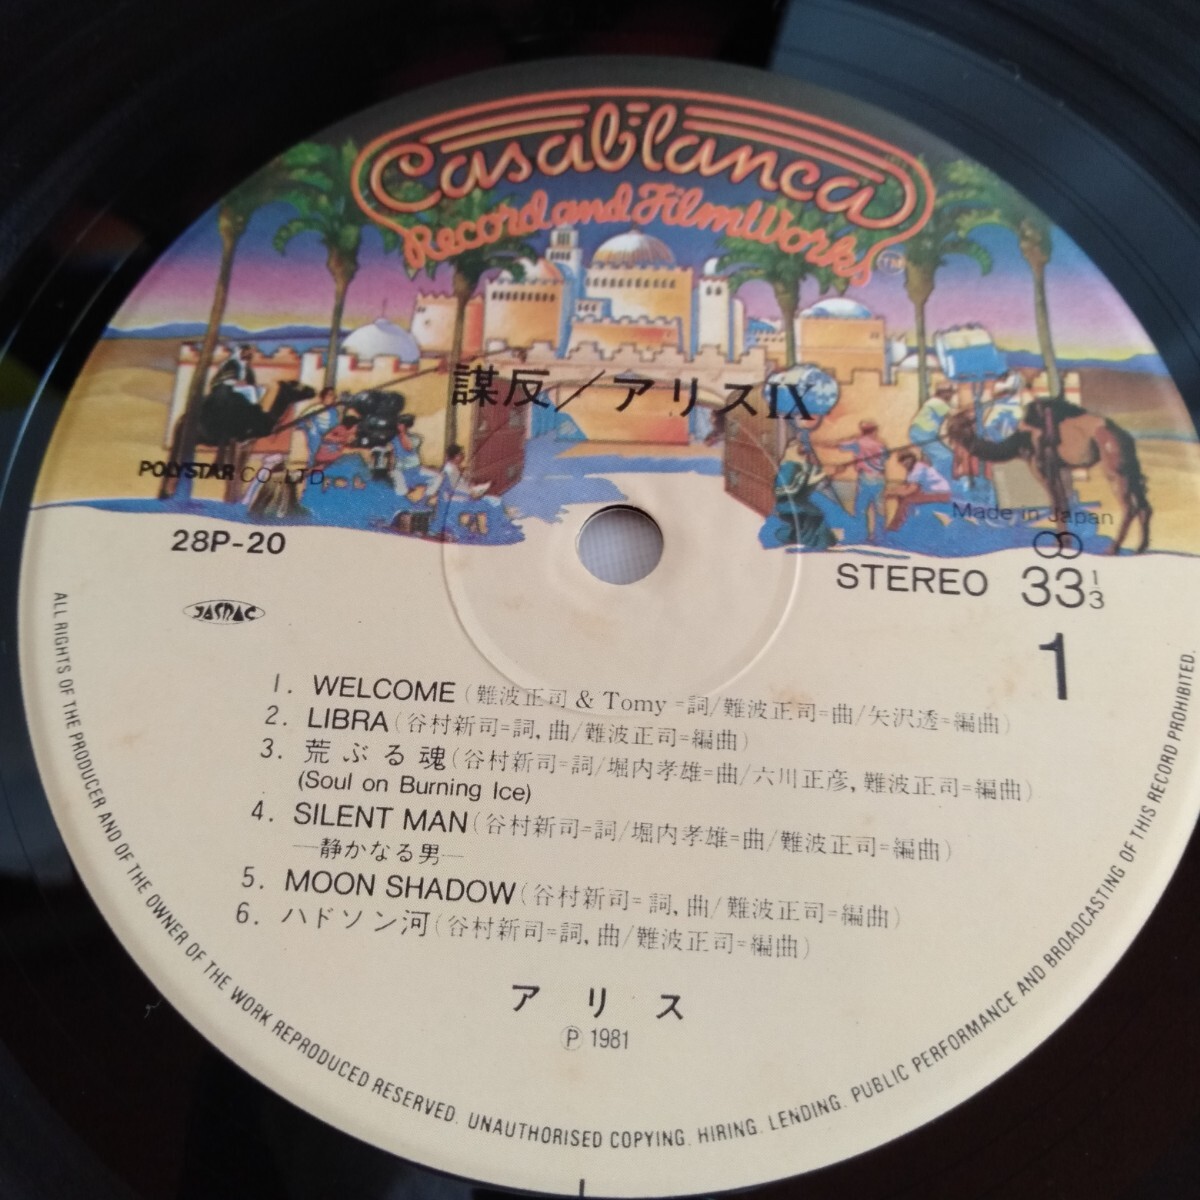 Casablanca
Record and FilmWorks TM
謀反／アリスIX
POLYSTAR CO.,LTD.
Made in Japan
28P-20
STEREO 33 1/3
JASRAC
1
1. WELCOME (難波正司 & Tomy=詞/難波正司=曲/矢沢透=編曲)
2. LIBRA (谷村新司=詞,曲/難波正司=編曲)
3. 荒ぶる魂 (谷村新司=詞/堀内孝雄=曲/六川正彦,難波正司=編曲)
(Soul on Burning Ice)
4. SILENT MAN (谷村新司=詞/堀内孝雄=曲/難波正司=編曲)
—静かなる男—
5. MOON SHADOW (谷村新司=詞,曲/難波正司=編曲)
6. ハドソン河 (谷村新司=詞,曲/難波正司=編曲)
アリス
Ⓟ 1981
ALL RIGHTS OF THE PRODUCER AND OF THE OWNER OF THE WORK REPRODUCED RESERVED. UNAUTHORISED COPYING. HIRING. LENDING. PUBLIC PERFORMANCE AND BROADCASTING OF THIS RECORD PROHIBITED.